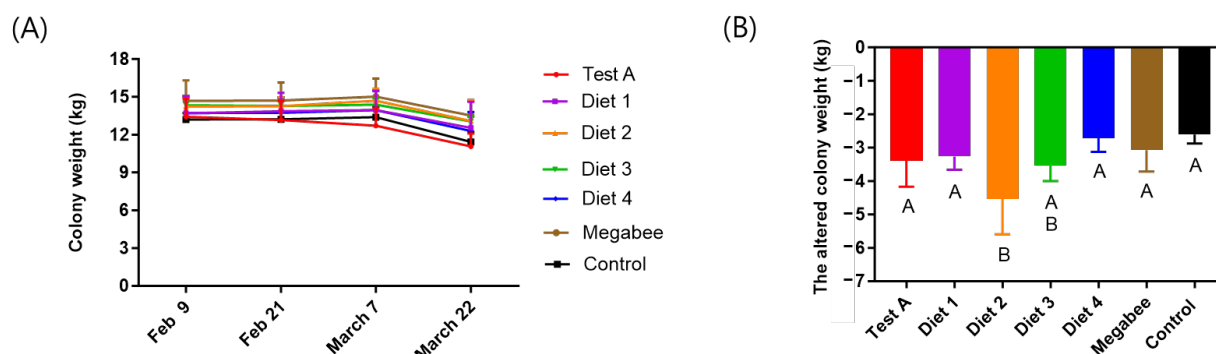 (A)
Colony weight (kg)
18
15
12
9
6
3
0
Feb 9
Feb 21
March 7
March 22
Test A
Diet 1
Diet 2
Diet 3
Diet 4
Megabee
Control
(B)
The altered colony weight (kg)
0
−1
−2
−3
−4
−5
−6
−7
A
A
B
A
B
A
A
A
Test A
Diet 1
Diet 2
Diet 3
Diet 4
Megabee
Control